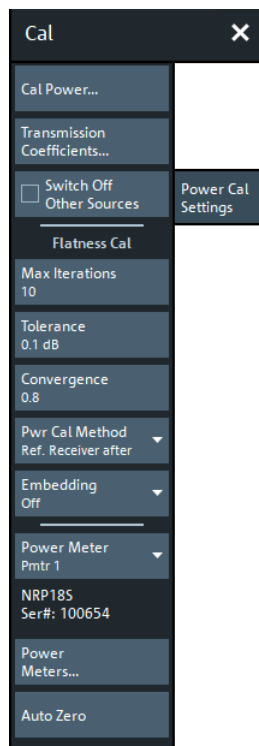 Cal
Cal Power...
Transmission
Coefficients...
Switch Off
Other Sources
Power Cal
Settings
Flatness Cal
Max Iterations
10
Tolerance
0.1 dB
Convergence
0.8
Pwr Cal Method
Ref. Receiver after
Embedding
Off
Power Meter
Pmtr 1
NRP18S
Ser#: 100654
Power
Meters...
Auto Zero